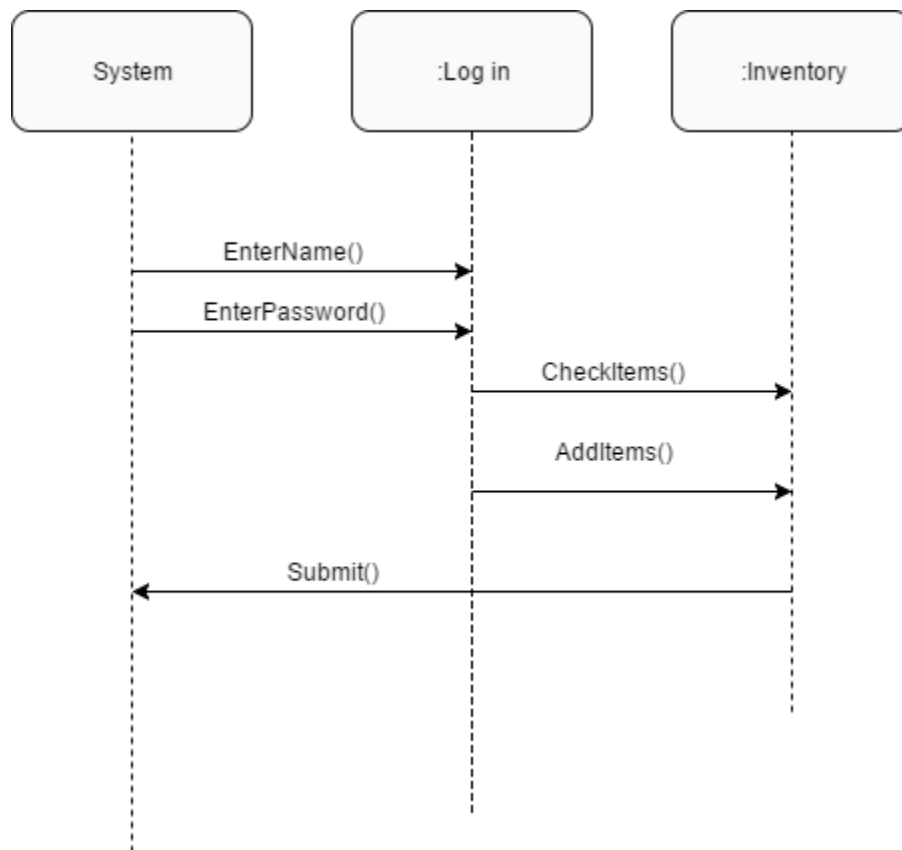 System
:Log in
:Inventory
EnterName()
EnterPassword()
CheckItems()
AddItems()
Submit()